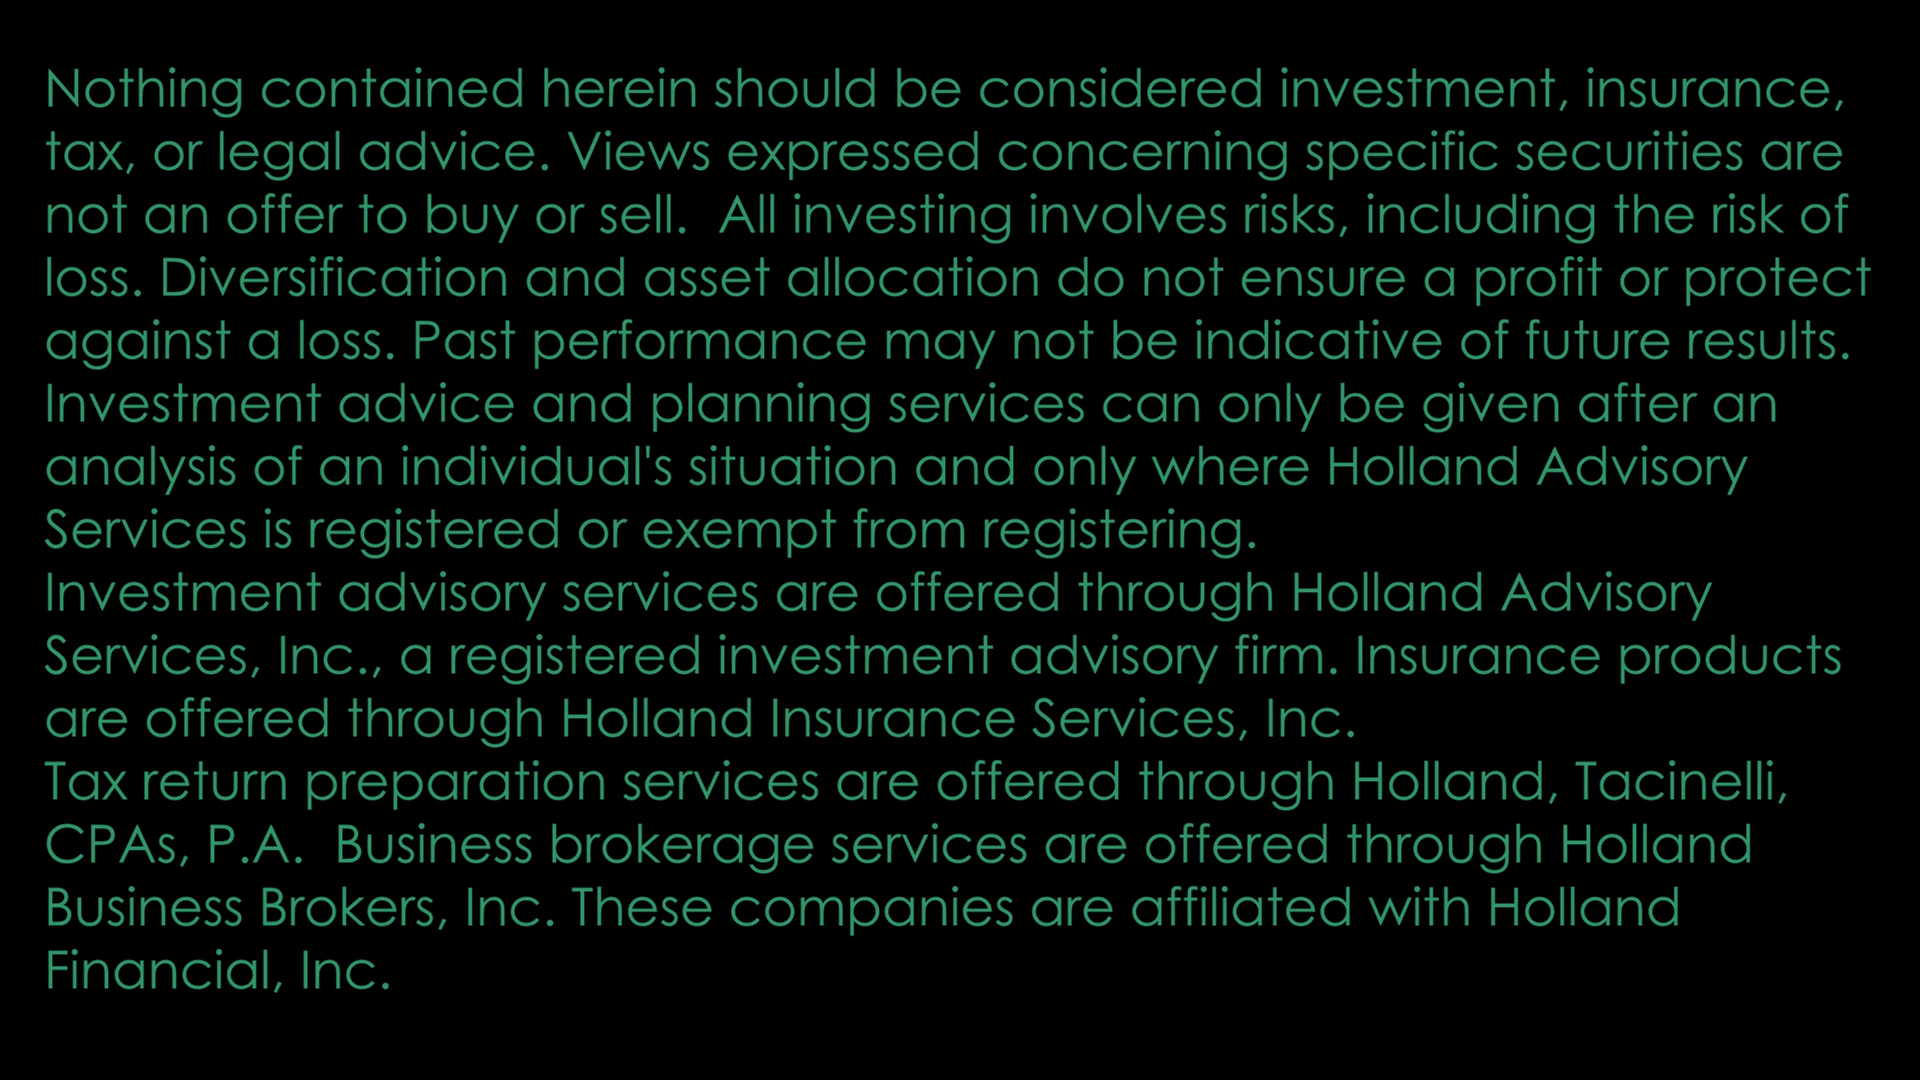 Nothing contained herein should be considered investment, insurance,
tax, or legal advice. Views expressed concerning specific securities are
not an offer to buy or sell.  All investing involves risks, including the risk of
loss. Diversification and asset allocation do not ensure a profit or protect
against a loss. Past performance may not be indicative of future results.
Investment advice and planning services can only be given after an
analysis of an individual's situation and only where Holland Advisory
Services is registered or exempt from registering.
Investment advisory services are offered through Holland Advisory
Services, Inc., a registered investment advisory firm. Insurance products
are offered through Holland Insurance Services, Inc.
Tax return preparation services are offered through Holland, Tacinelli,
CPAs, P.A.  Business brokerage services are offered through Holland
Business Brokers, Inc. These companies are affiliated with Holland
Financial, Inc.